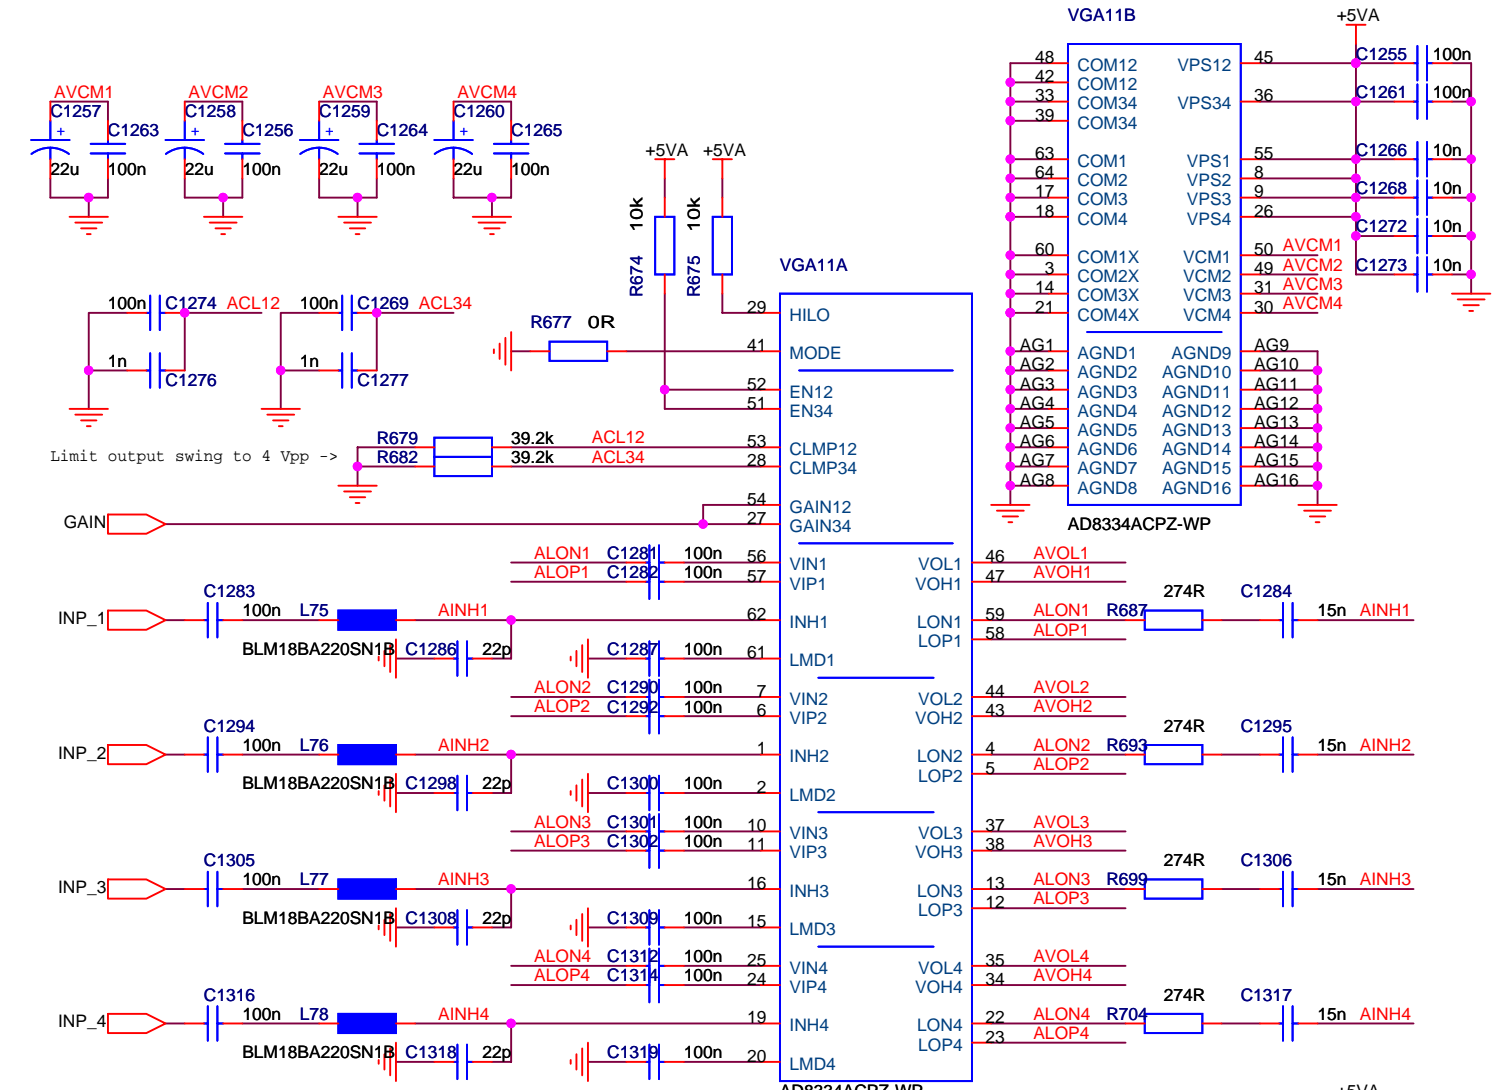 VGA11B
+5VA
48 COM12 VPS12 45 C1255 100n
42 COM12
33 COM34 VPS34 36 C1261 100n
39 COM34
63 COM1 VPS1 55 C1266 10n
64 COM2 VPS2 8
17 COM3 VPS3 9 C1268 10n
18 COM4 VPS4 26
C1272 10n
60 COM1X VCM1 50 AVCM1
3 COM2X VCM2 49 AVCM2 C1273 10n
14 COM3X VCM3 31 AVCM3
21 COM4X VCM4 30 AVCM4
AG1 AGND1 AGND9 AG9
AG2 AGND2 AGND10 AG10
AG3 AGND3 AGND11 AG11
AG4 AGND4 AGND12 AG12
AG5 AGND5 AGND13 AG13
AG6 AGND6 AGND14 AG14
AG7 AGND7 AGND15 AG15
AG8 AGND8 AGND16 AG16
AD8334ACPZ-WP
AVCM1 AVCM2 AVCM3 AVCM4
C1257 C1258 C1259 C1260
+ C1263 + C1256 + C1264 + C1265
22u 100n 22u 100n 22u 100n 22u 100n
+5VA +5VA
R674 10k R675 10k
100n C1274 ACL12 100n C1269 ACL34
1n C1276 1n C1277
VGA11A
29 HILO
R677 0R 41 MODE
52 EN12
51 EN34
R679 39.2k ACL12 53 CLMP12
Limit output swing to 4 Vpp ->
R682 39.2k ACL34 28 CLMP34
54 GAIN12
GAIN 27 GAIN34
ALON1 C1281 100n 56 VIN1 VOL1 46 AVOL1
ALOP1 C1282 100n 57 VIP1 VOH1 47 AVOH1
C1283 274R C1284
INP_1 100n L75 AINH1 62 INH1 LON1 59 ALON1 R687 15n AINH1
LOP1 58 ALOP1
BLM18BA220SN1B C1286 22p C1287 100n 61 LMD1
ALON2 C1290 100n 7 VIN2 VOL2 44 AVOL2
ALOP2 C1292 100n 6 VIP2 VOH2 43 AVOH2
C1294 274R C1295
INP_2 100n L76 AINH2 1 INH2 LON2 4 ALON2 R693 15n AINH2
LOP2 5 ALOP2
BLM18BA220SN1B C1298 22p C1300 100n 2 LMD2
ALON3 C1301 100n 10 VIN3 VOL3 37 AVOL3
ALOP3 C1302 100n 11 VIP3 VOH3 38 AVOH3
C1305 274R C1306
INP_3 100n L77 AINH3 16 INH3 LON3 13 ALON3 R699 15n AINH3
LOP3 12 ALOP3
BLM18BA220SN1B C1308 22p C1309 100n 15 LMD3
ALON4 C1312 100n 25 VIN4 VOL4 35 AVOL4
ALOP4 C1314 100n 24 VIP4 VOH4 34 AVOH4
C1316 274R C1317
INP_4 100n L78 AINH4 19 INH4 LON4 22 ALON4 R704 15n AINH4
LOP4 23 ALOP4
BLM18BA220SN1B C1318 22p C1319 100n 20 LMD4
AD8334ACPZ-WP
+5VA